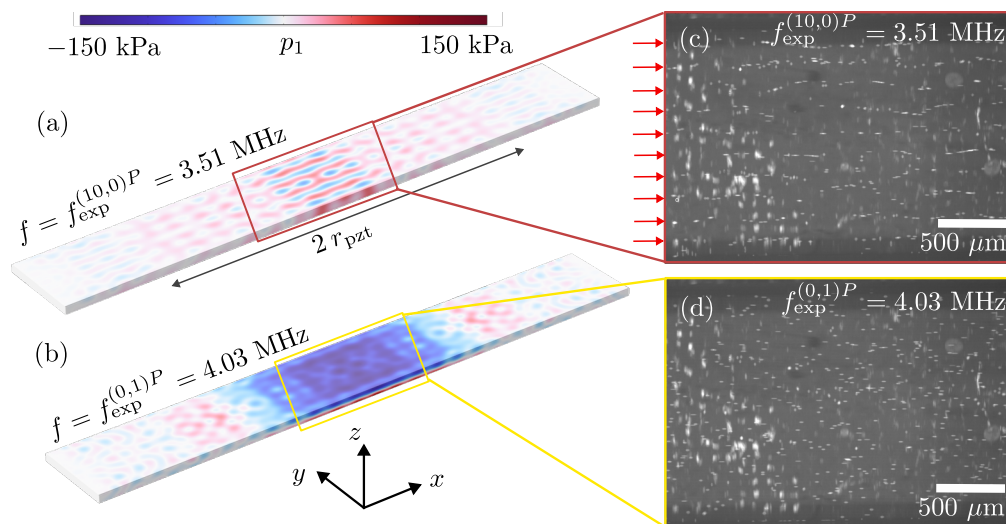 −150 kPa p₁ 150 kPa
(a)
f = f_exp^(10,0)P = 3.51 MHz
2 r_pzt
(b)
f = f_exp^(0,1)P = 4.03 MHz
z
y
x
(c) f_exp^(10,0)P = 3.51 MHz
500 μm
(d) f_exp^(0,1)P = 4.03 MHz
500 μm